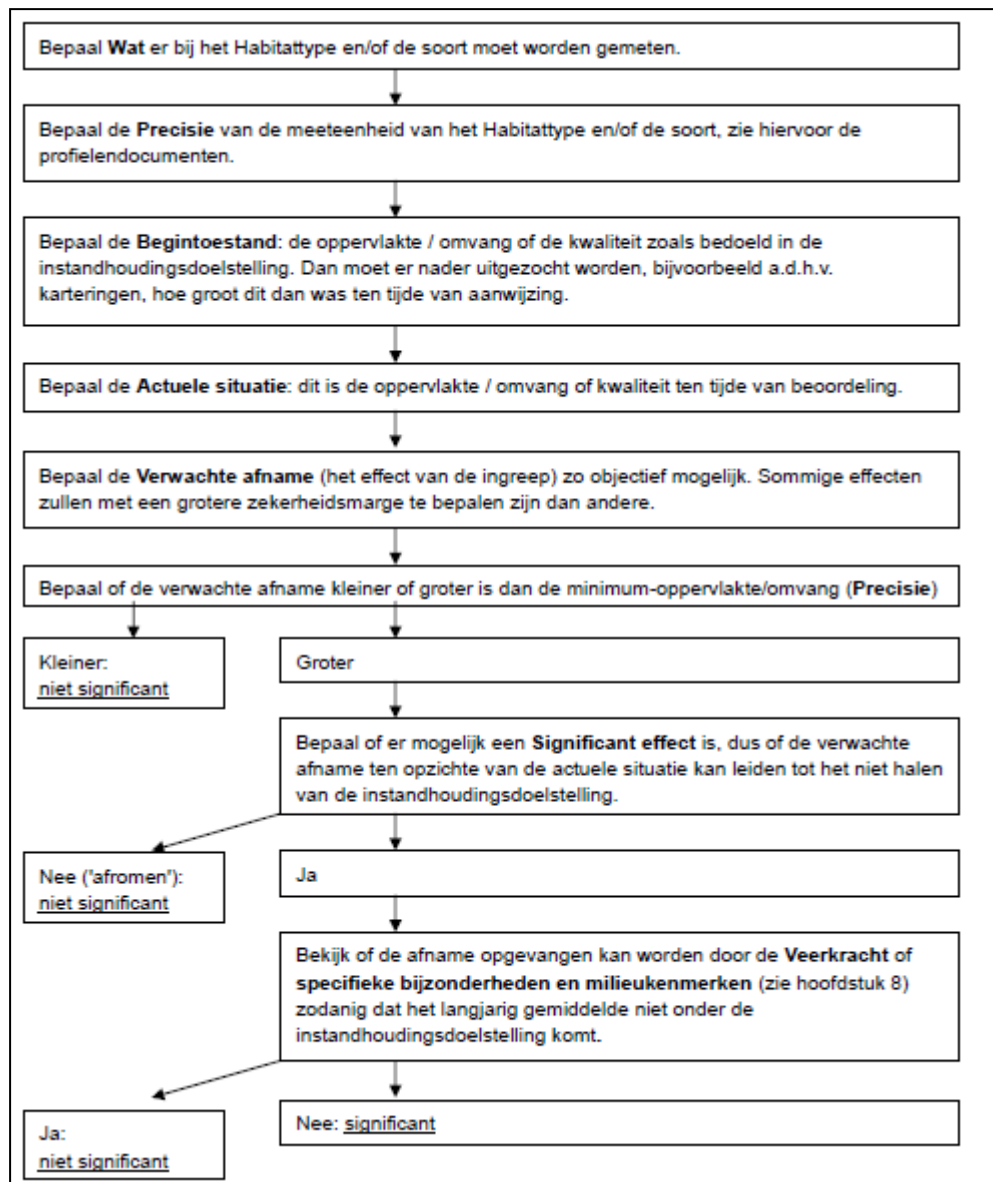 Bepaal Wat er bij het Habitattype en/of de soort moet worden gemeten.
Bepaal de Precisie van de meeteenheid van het Habitattype en/of de soort, zie hiervoor de
profielendocumenten.
Bepaal de Begintoestand: de oppervlakte / omvang of de kwaliteit zoals bedoeld in de
instandhoudingsdoelstelling. Dan moet er nader uitgezocht worden, bijvoorbeeld a.d.h.v.
karteringen, hoe groot dit dan was ten tijde van aanwijzing.
Bepaal de Actuele situatie: dit is de oppervlakte / omvang of kwaliteit ten tijde van beoordeling.
Bepaal de Verwachte afname (het effect van de ingreep) zo objectief mogelijk. Sommige effecten
zullen met een grotere zekerheidsmarge te bepalen zijn dan andere.
Bepaal of de verwachte afname kleiner of groter is dan de minimum-oppervlakte/omvang (Precisie)
Kleiner:
niet significant
Groter
Bepaal of er mogelijk een Significant effect is, dus of de verwachte
afname ten opzichte van de actuele situatie kan leiden tot het niet halen
van de instandhoudingsdoelstelling.
Nee ('afromen'):
niet significant
Ja
Bekijk of de afname opgevangen kan worden door de Veerkracht of
specifieke bijzonderheden en milieukenmerken (zie hoofdstuk 8)
zodanig dat het langjarig gemiddelde niet onder de
instandhoudingsdoelstelling komt.
Ja:
niet significant
Nee: significant